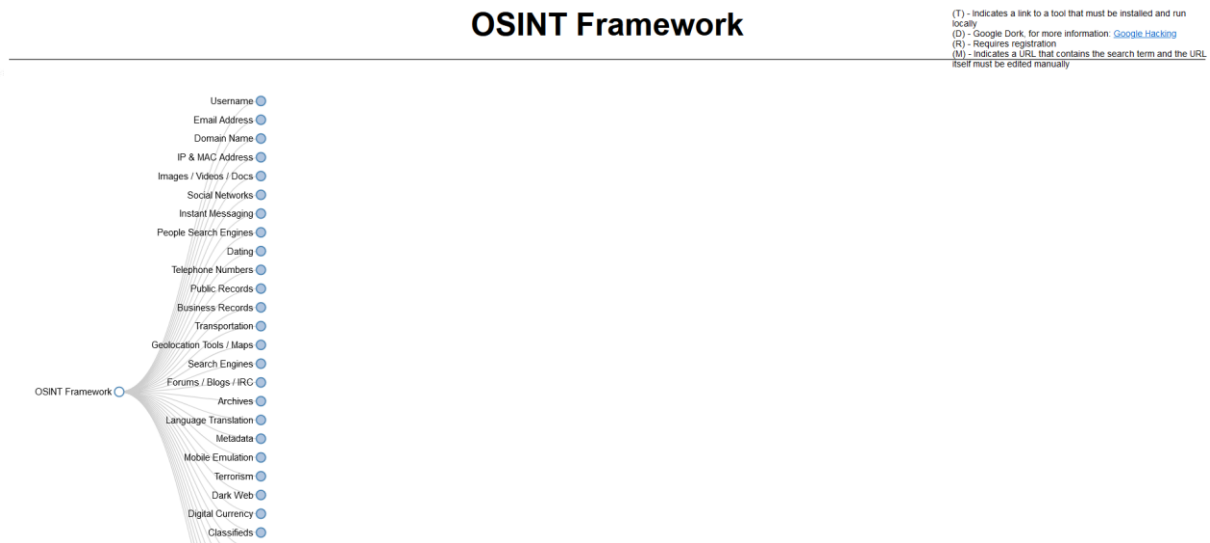 OSINT Framework
(T) - Indicates a link to a tool that must be installed and run
locally
(D) - Google Dork, for more information: Google Hacking
(R) - Requires registration
(M) - Indicates a URL that contains the search term and the URL
itself must be edited manually
Username
Email Address
Domain Name
IP & MAC Address
Images / Videos / Docs
Social Networks
Instant Messaging
People Search Engines
Dating
Telephone Numbers
Public Records
Business Records
Transportation
Geolocation Tools / Maps
Search Engines
Forums / Blogs / IRC
OSINT Framework
Archives
Language Translation
Metadata
Mobile Emulation
Terrorism
Dark Web
Digital Currency
Classifieds